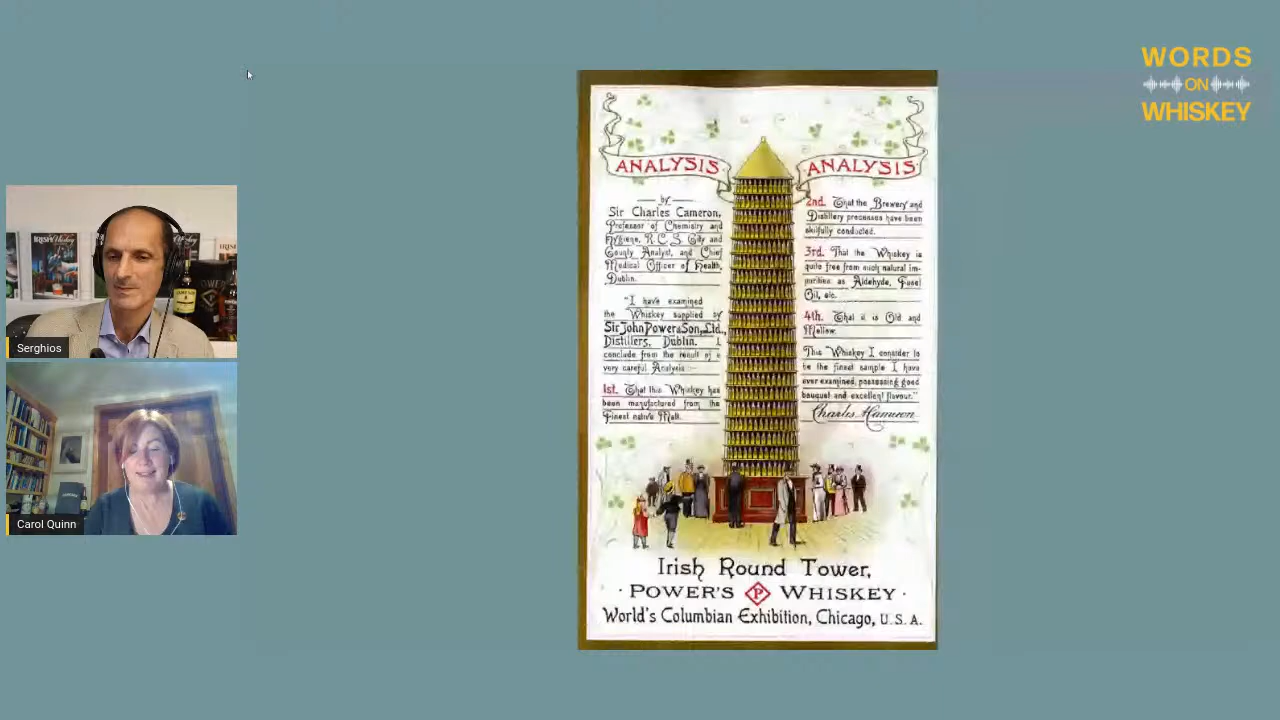 WORDS
ON
WHISKEY
Serghios
Carol Quinn
ANALYSIS
by
Sir Charles Cameron,
Professor of Chemistry and
Hygiene, R.C.S. City and
County Analyst, and Chief
Medical Officer of Health,
Dublin.
"I have examined
the Whiskey supplied by
Sir John Power & Son, Ltd.,
Distillers, Dublin. I
conclude from the result of a
very careful Analysis
1st. That this Whiskey has
been manufactured from the
Finest native Malt.
ANALYSIS
2nd. That the Brewery and
Distillery processes have been
skilfully conducted.
3rd. That the Whiskey is
quite free from such natural im-
purities as Aldehyde, Fusel
Oil, etc.
4th. That it is Old and
Mellow.
This Whiskey I consider to
be the finest sample I have
ever examined, possessing good
bouquet and excellent flavour."
Charles Cameron
Irish Round Tower,
· POWER'S P WHISKEY ·
World's Columbian Exhibition, Chicago, U.S.A.